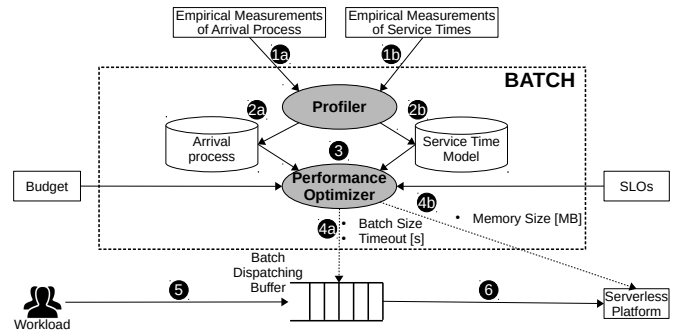 Empirical Measurements
of Arrival Process
Empirical Measurements
of Service Times
1a
1b
BATCH
Profiler
2a
2b
Arrival
process
3
Service Time
Model
Budget
Performance
Optimizer
SLOs
4a
4b
• Batch Size
• Timeout [s]
• Memory Size [MB]
Batch
Dispatching
Buffer
5
6
Workload
Serverless
Platform